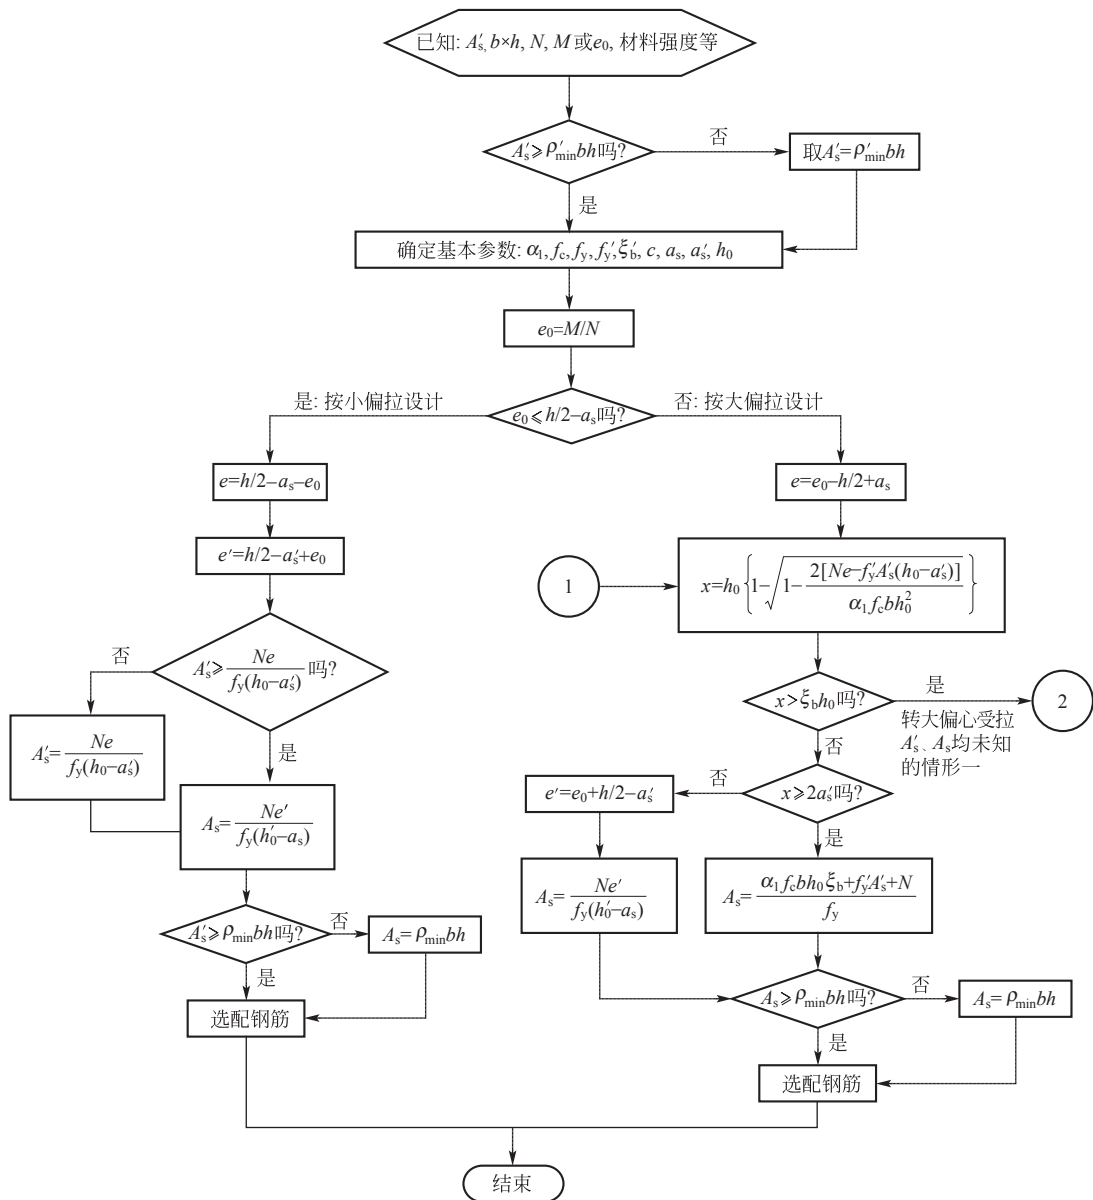 已知: A′s, b×h, N, M 或e0, 材料强度等
A′s⩾ρ′minbh吗?
否
取A′s=ρ′minbh
是
确定基本参数: α1, fc, fy, f′y, ξ′b, c, as, a′s, h0
e0=M/N
是: 按小偏拉设计
e0⩽h/2−as吗?
否: 按大偏拉设计
e=h/2−as−e0
e′=h/2−a′s+e0
否
A′s⩾Ne/fy(h0−a′s)吗?
A′s=Ne/fy(h0−a′s)
是
As=Ne′/fy(h′0−as)
A′s⩾ρminbh吗?
否
As=ρminbh
是
选配钢筋
e=e0−h/2+as
1
x=h0{1−√1−2[Ne−f′yA′s(h0−a′s)]/α1fcbh0²}
x>ξbh0吗?
是
2
转大偏心受拉
A′s、As均未知
的情形一
否
x⩾2a′s吗?
否
e′=e0+h/2−a′s
As=Ne′/fy(h′0−as)
是
As=α1fcbh0ξb+f′yA′s+N/fy
As⩾ρminbh吗?
否
As=ρminbh
是
选配钢筋
结束